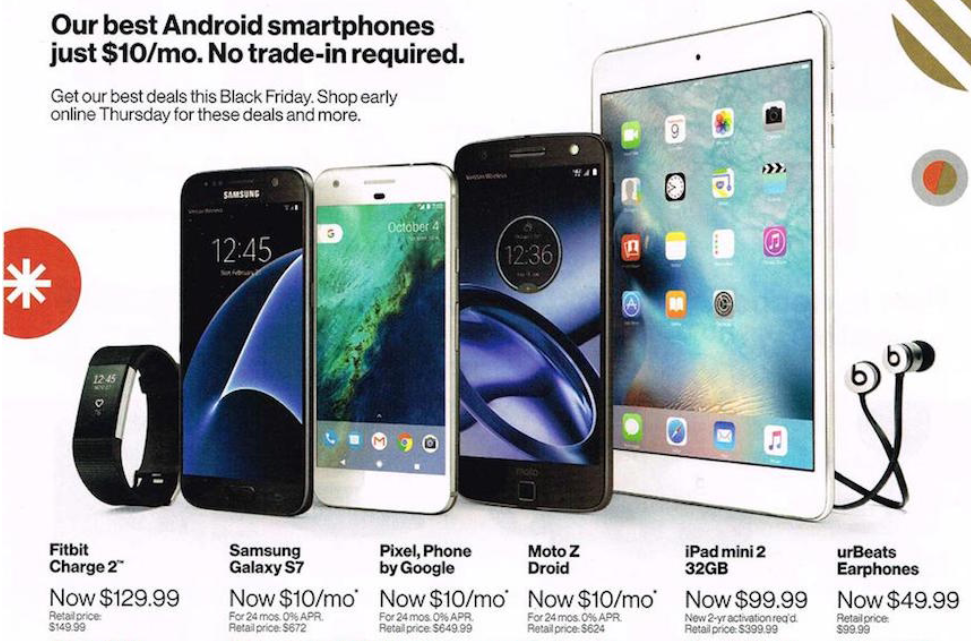 Our best Android smartphones
just $10/mo. No trade-in required.
Get our best deals this Black Friday. Shop early
online Thursday for these deals and more.
SAMSUNG
Verizon Wireless
12:45
G
October 4
Verizon Wireless
12:36
9
12:45
moto
b
b
Fitbit
Charge 2™
Now $129.99
Retail price:
$149.99
Samsung
Galaxy S7
Now $10/mo*
For 24 mos. 0% APR.
Retail price: $672
Pixel, Phone
by Google
Now $10/mo*
For 24 mos. 0% APR.
Retail price: $649.99
Moto Z
Droid
Now $10/mo*
For 24 mos. 0% APR.
Retail price: $624
iPad mini 2
32GB
Now $99.99
New 2-yr activation req'd.
Retail price: $399.99
urBeats
Earphones
Now $49.99
Retail price:
$99.99